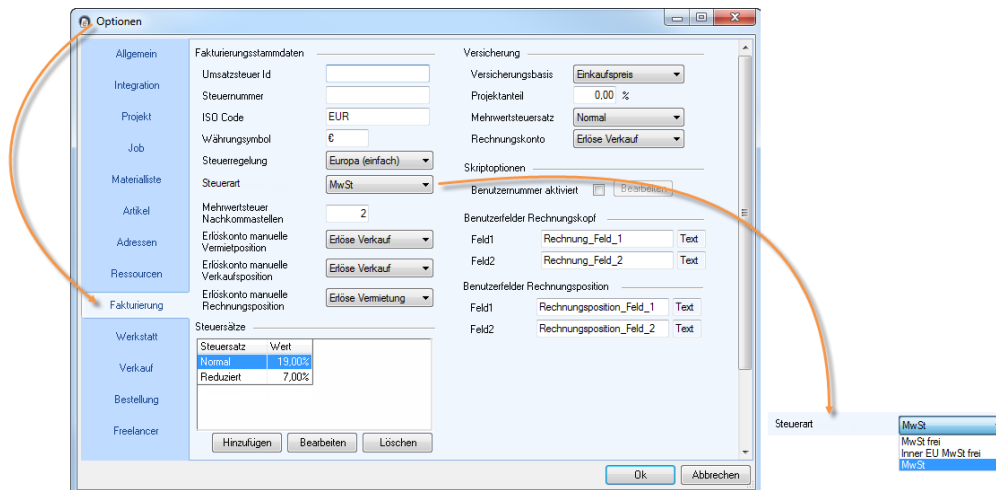 Optionen
Allgemein
Integration
Projekt
Job
Materialliste
Artikel
Adressen
Ressourcen
Fakturierung
Werkstatt
Verkauf
Bestellung
Freelancer
Fakturierungsstammdaten
Umsatzsteuer Id
Steuernummer
ISO Code EUR
Währungsymbol €
Steuerregelung Europa (einfach)
Steuerart MwSt
Mehrwertsteuer
Nachkommastellen 2
Erlöskonto manuelle
Vermietposition Erlöse Verkauf
Erlöskonto manuelle
Verkaufsposition Erlöse Verkauf
Erlöskonto manuelle
Rechnungsposition Erlöse Vermietung
Steuersätze
Steuersatz Wert
Normal 19,00%
Reduziert 7,00%
Hinzufügen Bearbeiten Löschen
Versicherung
Versicherungsbasis Einkaufspreis
Projektanteil 0,00 %
Mehrwertsteuersatz Normal
Rechnungskonto Erlöse Verkauf
Skriptoptionen
Benutzernummer aktiviert Bearbeiten
Benutzerfelder Rechnungskopf
Feld1 Rechnung_Feld_1 Text
Feld2 Rechnung_Feld_2 Text
Benutzerfelder Rechnungsposition
Feld1 Rechnungsposition_Feld_1 Text
Feld2 Rechnungsposition_Feld_2 Text
Ok Abbrechen
Steuerart MwSt
MwSt frei
Inner EU MwSt frei
MwSt